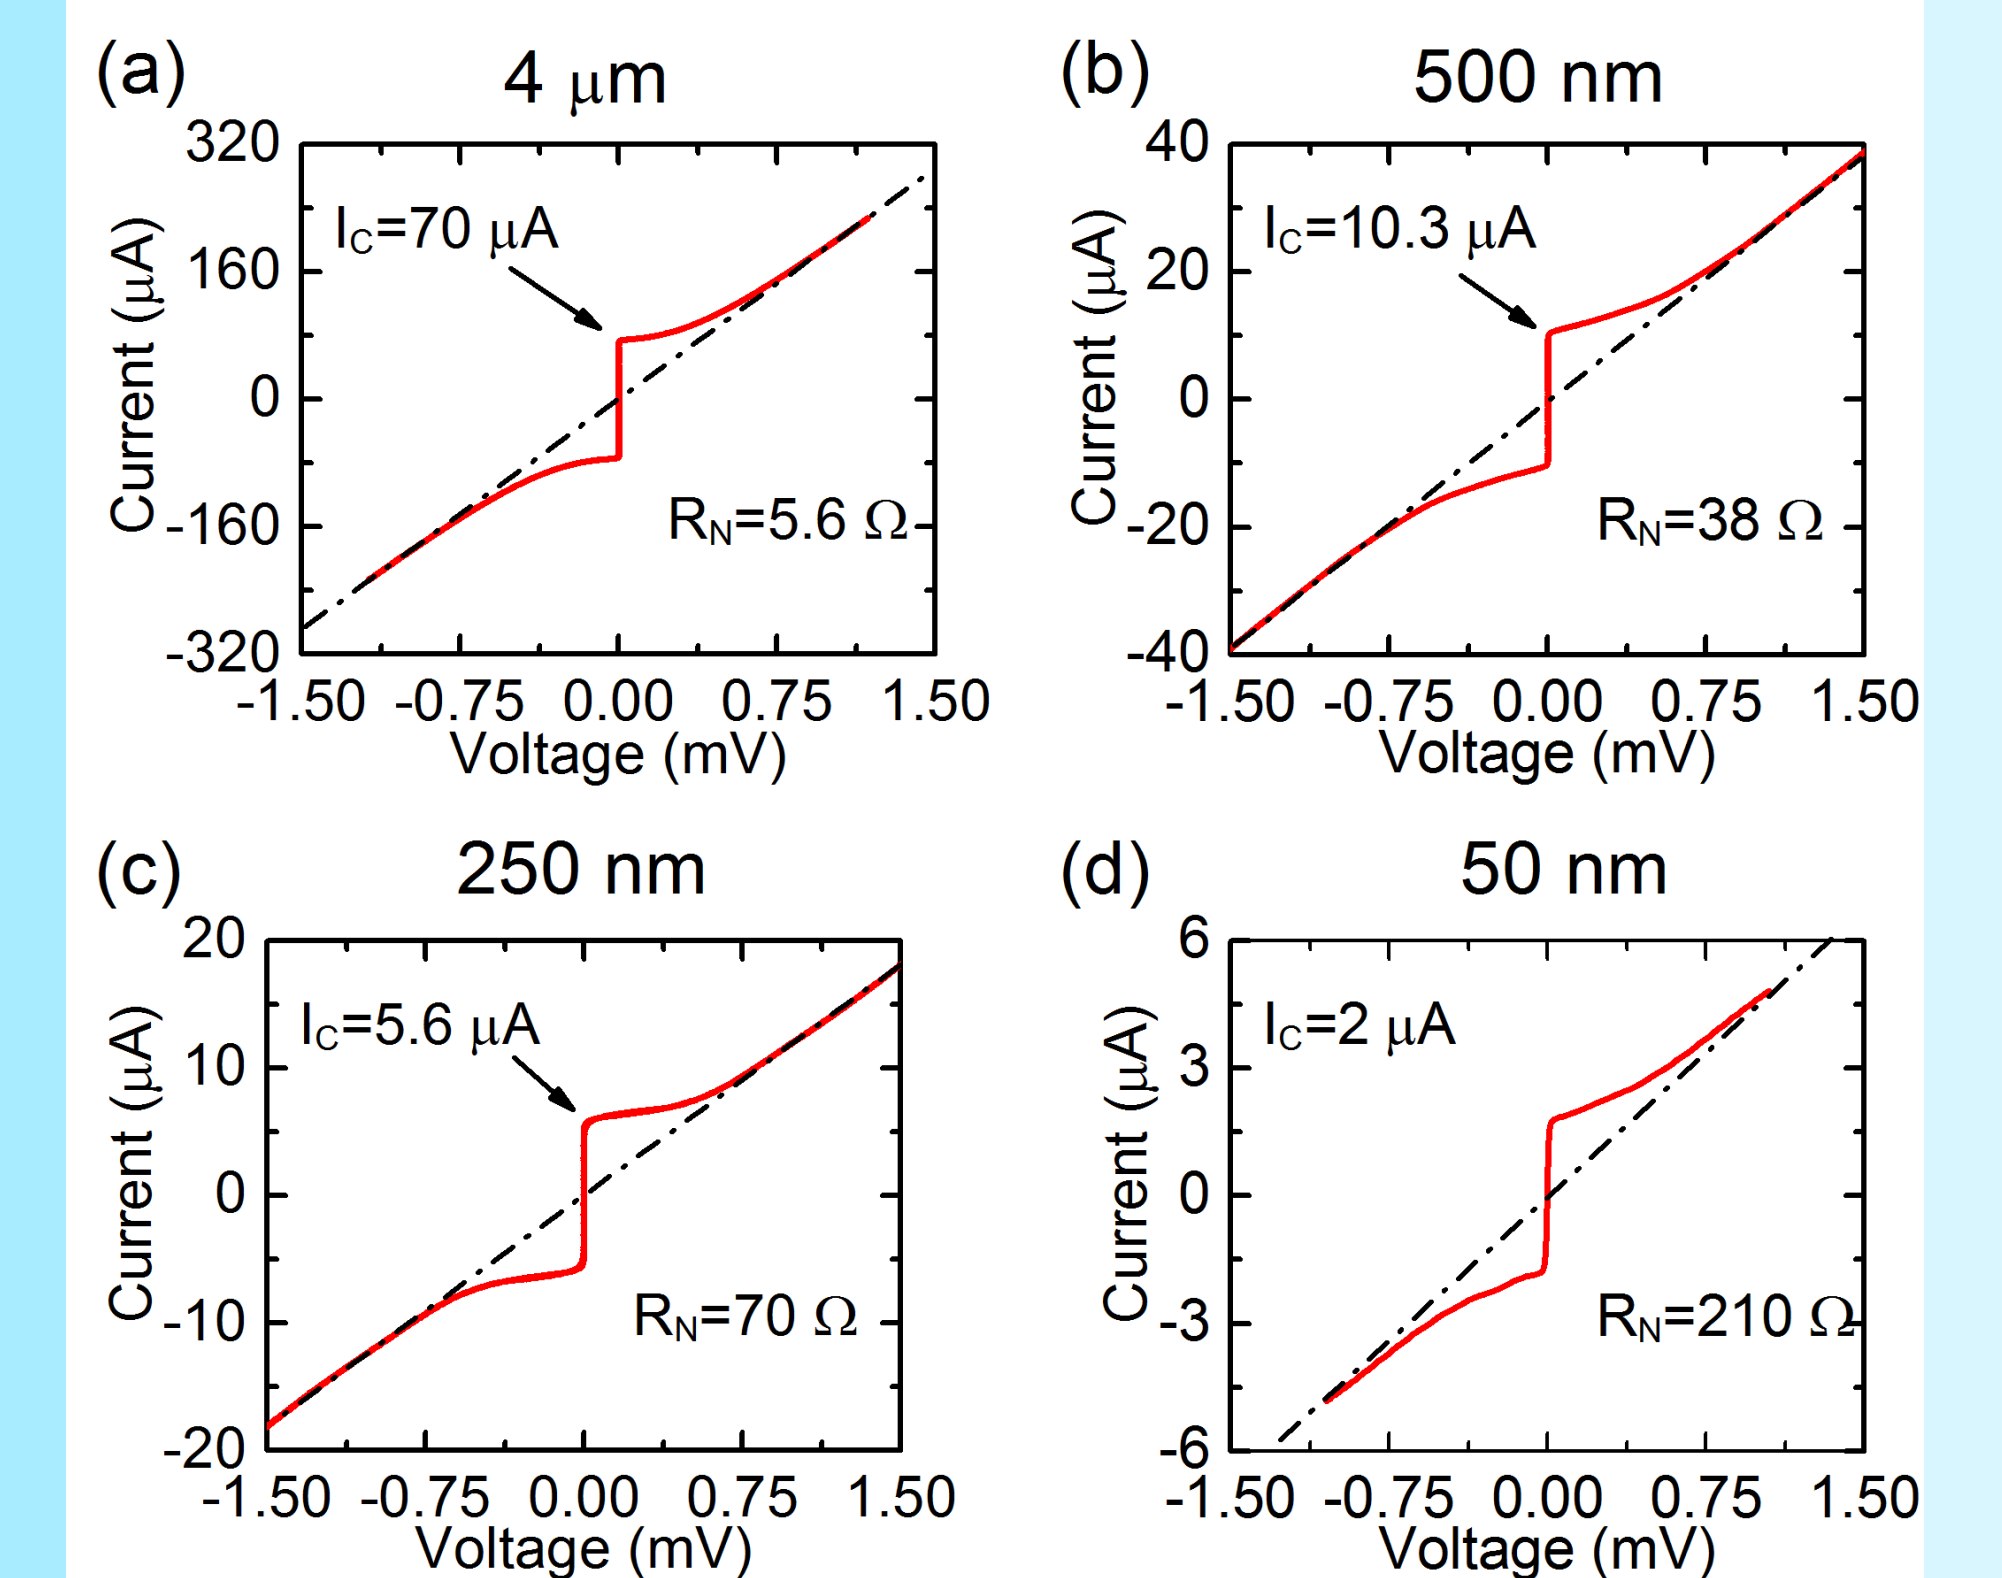 (a)
4 μm
320
160
0
-160
-320
Current (μA)
I_C=70 μA
R_N=5.6 Ω
-1.50 -0.75 0.00 0.75 1.50
Voltage (mV)
(b)
500 nm
40
20
0
-20
-40
Current (μA)
I_C=10.3 μA
R_N=38 Ω
-1.50 -0.75 0.00 0.75 1.50
Voltage (mV)
(c)
250 nm
20
10
0
-10
-20
Current (μA)
I_C=5.6 μA
R_N=70 Ω
-1.50 -0.75 0.00 0.75 1.50
Voltage (mV)
(d)
50 nm
6
3
0
-3
-6
Current (μA)
I_C=2 μA
R_N=210 Ω
-1.50 -0.75 0.00 0.75 1.50
Voltage (mV)